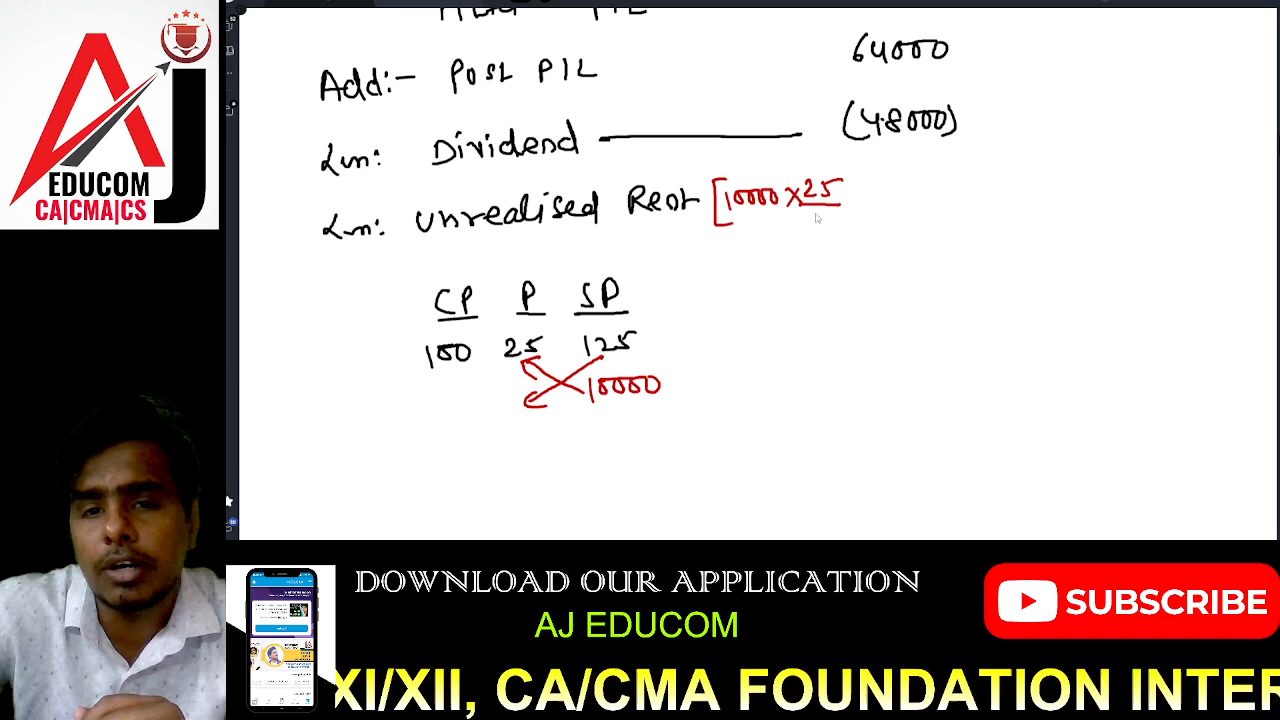 Add:- Post P/L 64000
Less: Dividend (48000)
Less: Unrealised Rest [10000 x 25
CP P SP
100 25 125
10000
AJ
EDUCOM
CA|CMA|CS
DOWNLOAD OUR APPLICATION
AJ EDUCOM
SUBSCRIBE
XI/XII, CA/CMA FOUNDATION INTER